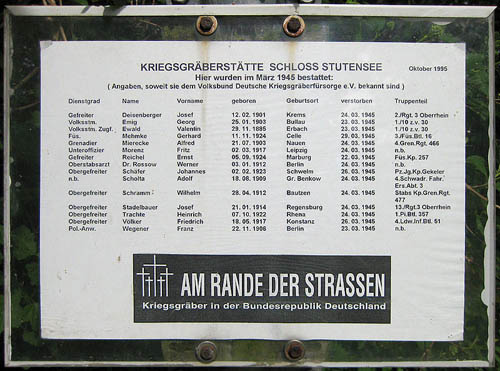 KRIEGSGRÄBERSTÄTTE SCHLOSS STUTENSEE Oktober 1995
Hier wurden im März 1945 bestattet:
( Angaben, soweit sie dem Volksbund Deutsche Kriegsgräberfürsorge e.V. bekannt sind )
Dienstgrad Name Vorname geboren Geburtsort verstorben Truppenteil
Gefreiter Deisenberger Josef 12.02.1901 Krems 24.03.1945 2./Rgt.3 Oberrhein
Volksstm. Emig Georg 25.01.1903 Bullau 23.03.1945 1/10 z.v. 30
Volksstm. Zugf. Ewald Valentin 29.11.1885 Erbach 23.03.1945 1/10 z.v. 30
Füs. Mehmke Gerhard 11.11.1924 Celle 29.03.1945 3./Füs.Btl. 16
Grenadier Mierecke Alfred 21.07.1903 Nauen 24.03.1945 4.Gren.Rgt. 466
Unteroffizier Morenz Fritz 02.03.1917 Leipzig 24.03.1945 n.b.
Gefreiter Reichel Ernst 05.09.1924 Marburg 22.03.1945 Füs.Kp. 257
Oberstabsarzt Dr. Rossow Werner 03.01.1912 Berlin 24.03.1945 n.b.
Obergefreiter Schäfer Johannes 02.02.1923 Schwelm 26.03.1945 Pz.Jg.Kp.Gekeler
n.b. Scholta Adolf 18.08.1909 Gr. Benkow 24.03.1945 4.Schwadr. Fahr.
Ers.Abt. 3
Obergefreiter Schramm Wilhelm 28.04.1912 Bautzen 24.03.1945 Stabs Kp.Gren.Rgt.
477
Obergefreiter Stadelbauer Josef 21.01.1914 Regensburg 24.03.1945 13./Rgt.3 Oberrhein
Obergefreiter Trachte Heinrich 07.10.1922 Rhena 24.03.1945 1.Pi.Btl. 357
Obergefreiter Völker Friedrich 18.05.1917 Konstanz 26.03.1945 4.Ldw.Inf.Btl. 51
Pol.-Anw. Wegener Franz 22.11.1906 Berlin 23.03.1945 n.b.
AM RANDE DER STRASSEN
Kriegsgräber in der Bundesrepublik Deutschland